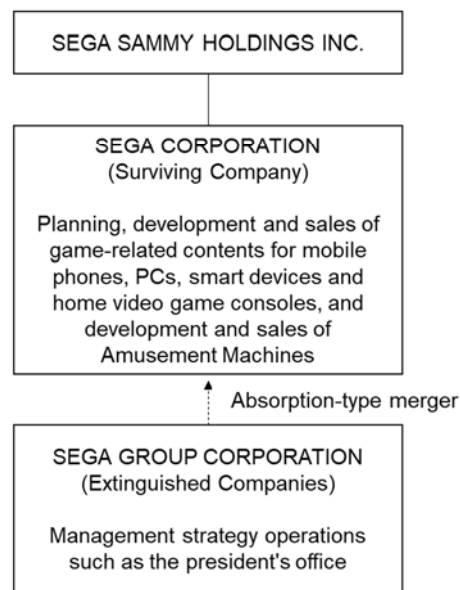 SEGA SAMMY HOLDINGS INC.
SEGA CORPORATION
(Surviving Company)
Planning, development and sales of
game-related contents for mobile
phones, PCs, smart devices and
home video game consoles, and
development and sales of
Amusement Machines
Absorption-type merger
SEGA GROUP CORPORATION
(Extinguished Companies)
Management strategy operations
such as the president's office